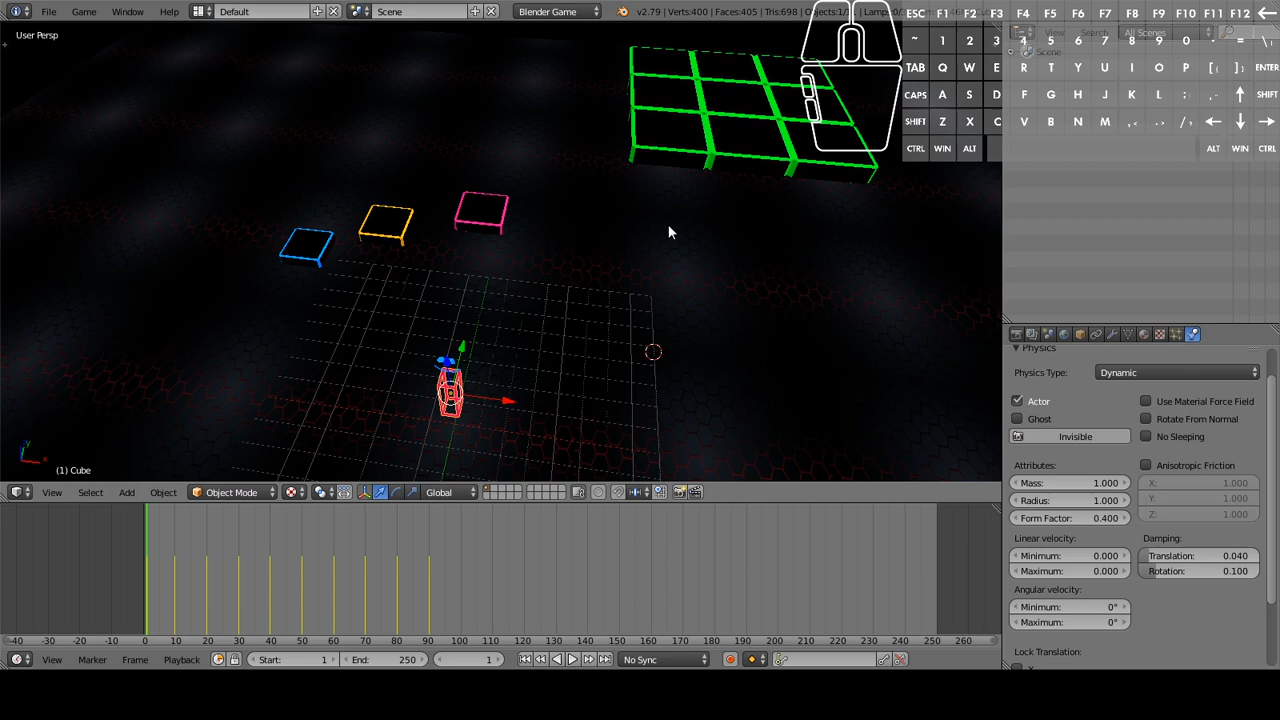 File Game Window Help Default Scene Blender Game v2.79 | Verts:400 | Faces:405 | Tris:698 | Objects:1/
ESC F1 F2 F3 F4 F5 F6 F7 F8 F9 F10 F11 F12
~ 1 2 3 4 5 6 7 8 9 0 - = \|
View Search All Scenes
Scene
TAB Q W E R T Y U I O P [{ ]} ENTER
CAPS A S D F G H J K L ; SHIFT
SHIFT Z X C V B N M ,< .> /?
CTRL WIN ALT ALT WIN CTRL
User Persp
(1) Cube
View Select Add Object Object Mode Global
-40 -30 -20 -10 0 10 20 30 40 50 60 70 80 90 100 110 120 130 140 150 160 170 180 190 200 210 220 230 240 250 260
View Marker Frame Playback Start: 1 End: 250 1 No Sync
Physics
Physics Type: Dynamic
Actor Use Material Force Field
Ghost Rotate From Normal
Invisible No Sleeping
Attributes: Anisotropic Friction
Mass: 1.000 X: 1.000
Radius: 1.000 Y: 1.000
Form Factor: 0.400 Z: 1.000
Linear velocity: Damping:
Minimum: 0.000 Translation: 0.040
Maximum: 0.000 Rotation: 0.100
Angular velocity:
Minimum: 0°
Maximum: 0°
Lock Translation: